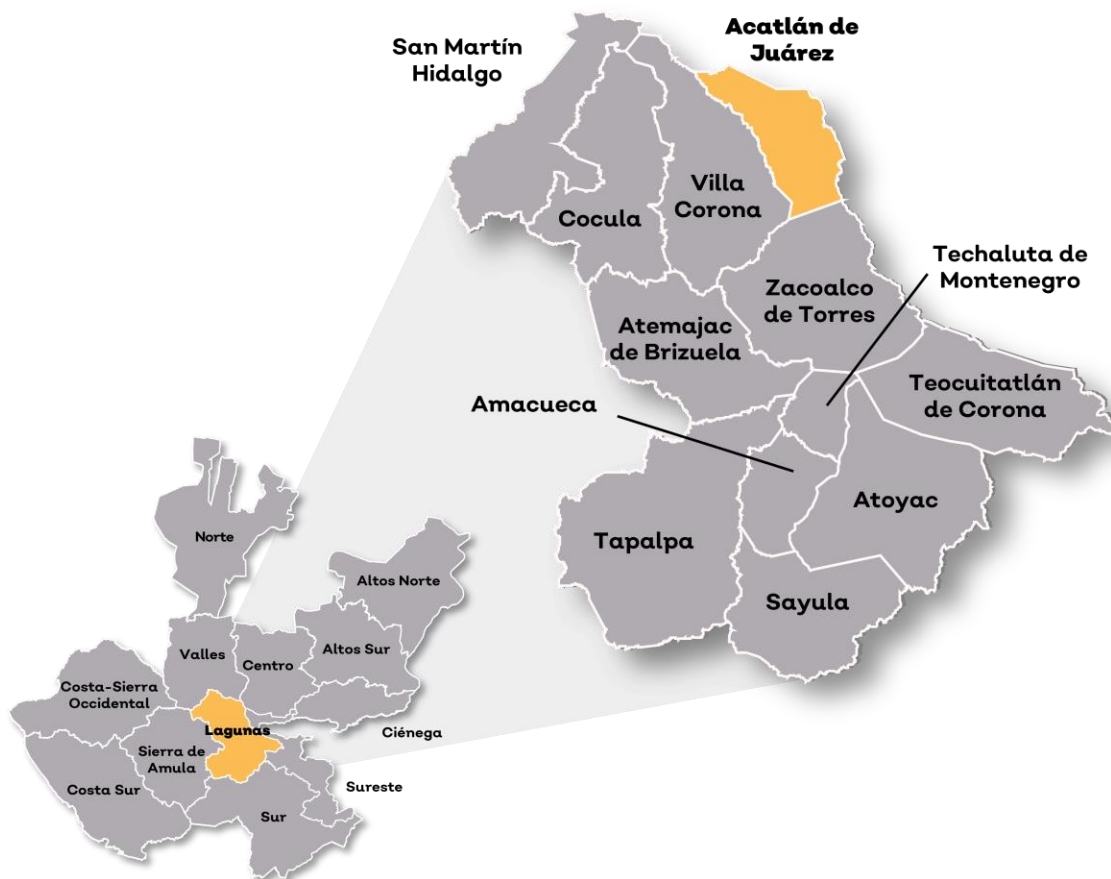 San Martín
Hidalgo
Acatlán de
Juárez
Villa
Corona
Cocula
Techaluta de
Montenegro
Zacoalco
de Torres
Atemajac
de Brizuela
Teocuitatlán
de Corona
Amacueca
Atoyac
Tapalpa
Sayula
Norte
Altos Norte
Valles
Centro
Altos Sur
Costa-Sierra
Occidental
Lagunas
Ciénega
Sierra de
Amula
Costa Sur
Sureste
Sur